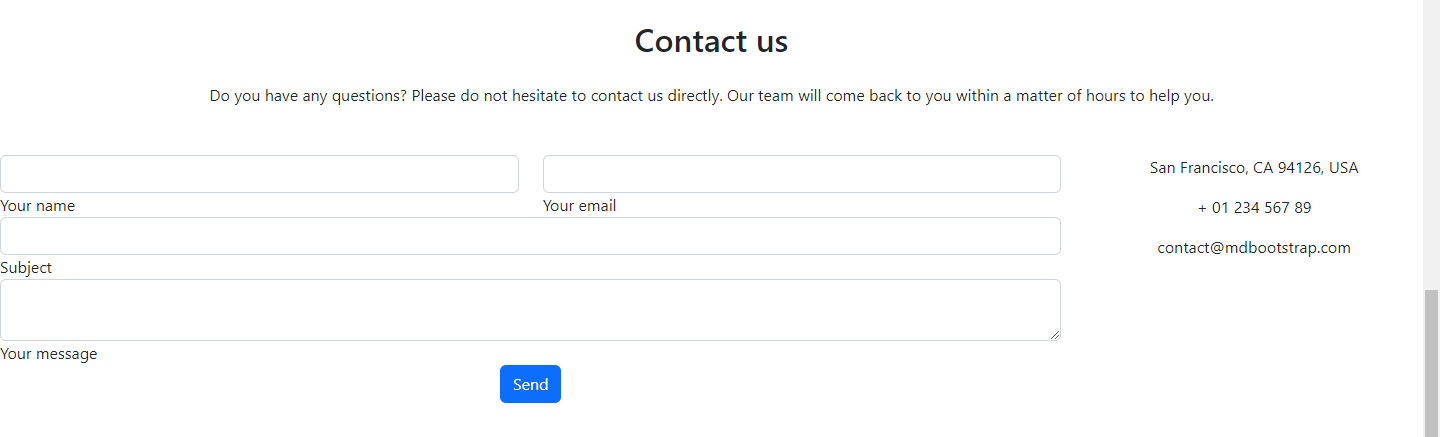 Contact us
Do you have any questions? Please do not hesitate to contact us directly. Our team will come back to you within a matter of hours to help you.
Your name
Your email
Subject
Your message
Send
San Francisco, CA 94126, USA
+ 01 234 567 89
contact@mdbootstrap.com